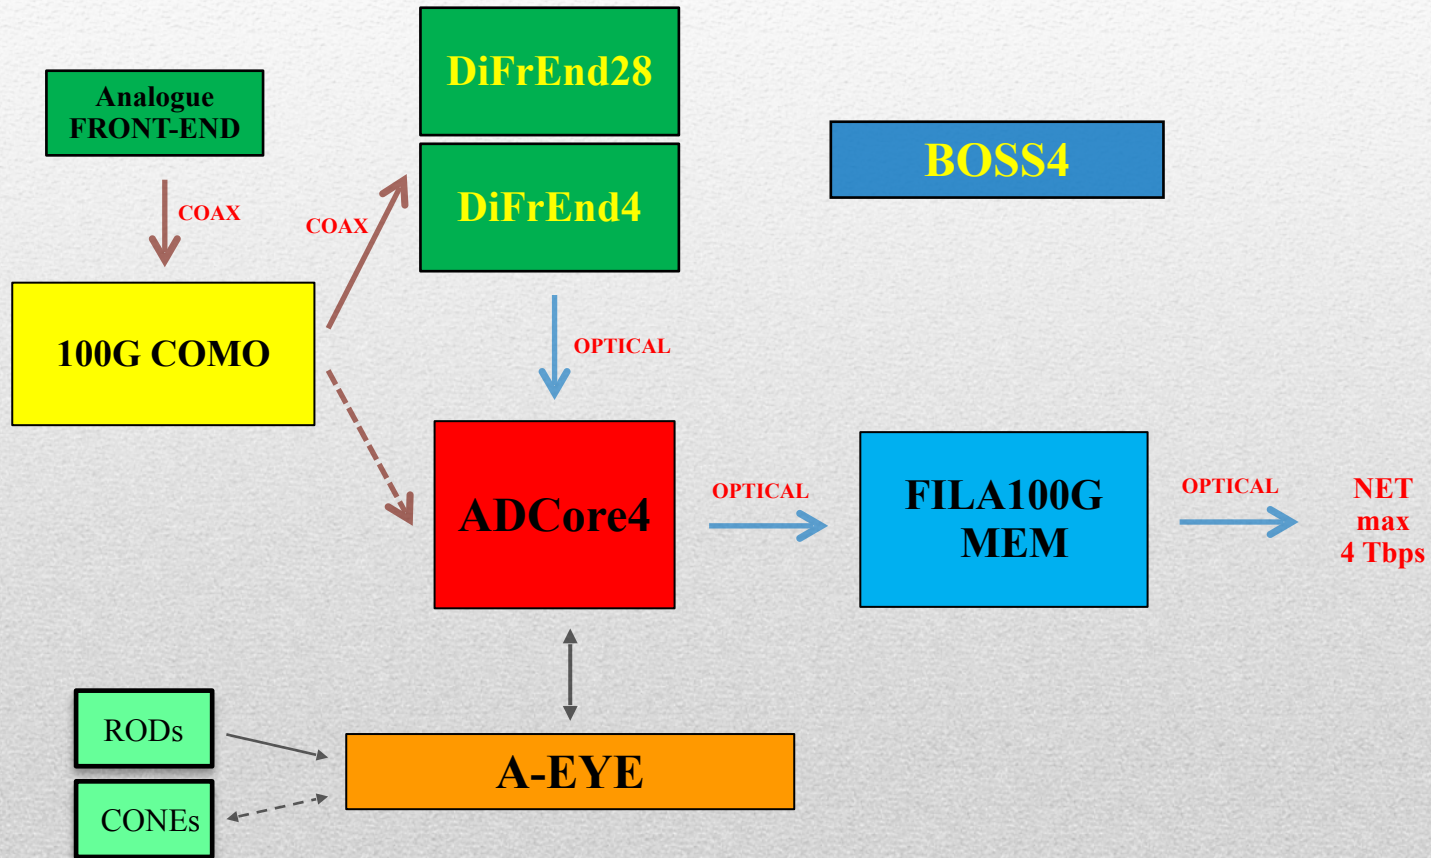 DiFrEnd28
Analogue
FRONT-END
BOSS4
DiFrEnd4
COAX
COAX
100G COMO
OPTICAL
ADCore4
OPTICAL
FILA100G
MEM
OPTICAL
NET
max
4 Tbps
RODs
A-EYE
CONEs